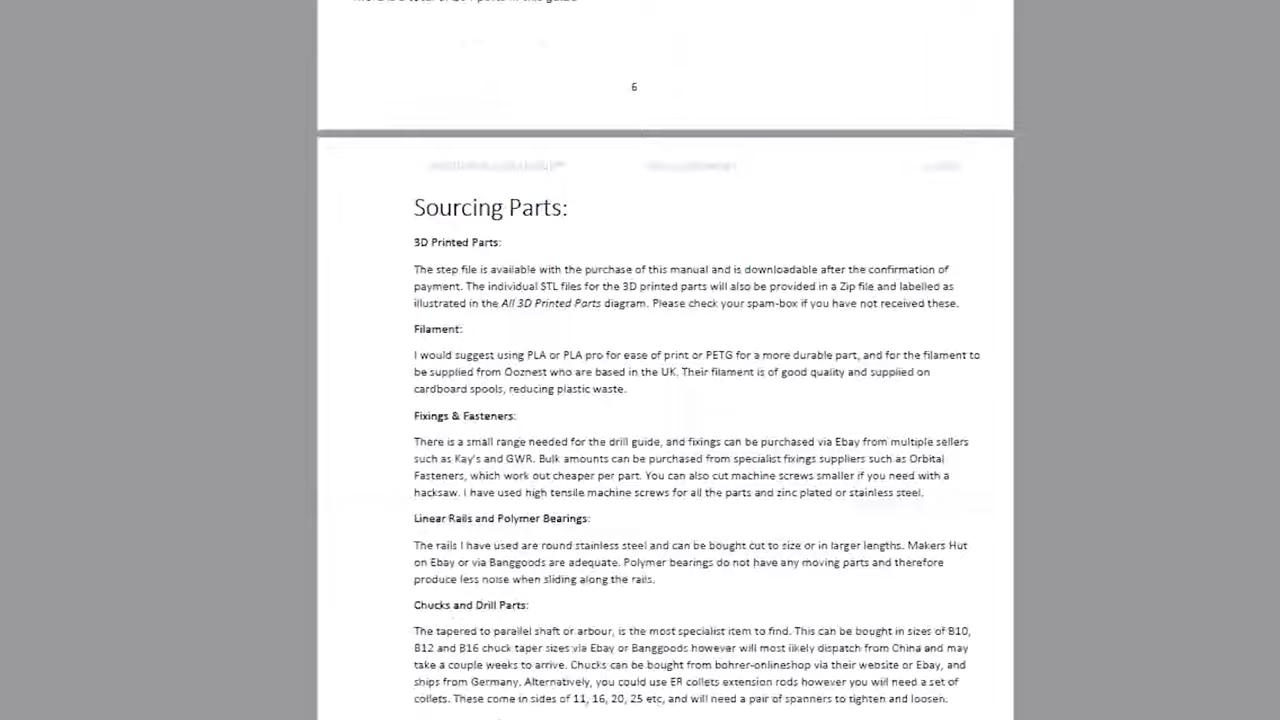 6
Sourcing Parts:
3D Printed Parts:
The step file is available with the purchase of this manual and is downloadable after the confirmation of
payment. The individual STL files for the 3D printed parts will also be provided in a Zip file and labelled as
illustrated in the All 3D Printed Parts diagram. Please check your spam-box if you have not received these.
Filament:
I would suggest using PLA or PLA pro for ease of print or PETG for a more durable part, and for the filament to
be supplied from Ooznest who are based in the UK. Their filament is of good quality and supplied on
cardboard spools, reducing plastic waste.
Fixings & Fasteners:
There is a small range needed for the drill guide, and fixings can be purchased via Ebay from multiple sellers
such as Kay's and GWR. Bulk amounts can be purchased from specialist fixings suppliers such as Orbital
Fasteners, which work out cheaper per part. You can also cut machine screws smaller if you need with a
hacksaw. I have used high tensile machine screws for all the parts and zinc plated or stainless steel.
Linear Rails and Polymer Bearings:
The rails I have used are round stainless steel and can be bought cut to size or in larger lengths. Makers Hut
on Ebay or via Banggoods are adequate. Polymer bearings do not have any moving parts and therefore
produce less noise when sliding along the rails.
Chucks and Drill Parts:
The tapered to parallel shaft or arbour, is the most specialist item to find. This can be bought in sizes of B10,
B12 and B16 chuck taper sizes via Ebay or Banggoods however will most likely dispatch from China and may
take a couple weeks to arrive. Chucks can be bought from bohrer-onlineshop via their website or Ebay, and
ships from Germany. Alternatively, you could use ER collets extension rods however you will need a set of
collets. These come in sides of 11, 16, 20, 25 etc, and will need a pair of spanners to tighten and loosen.